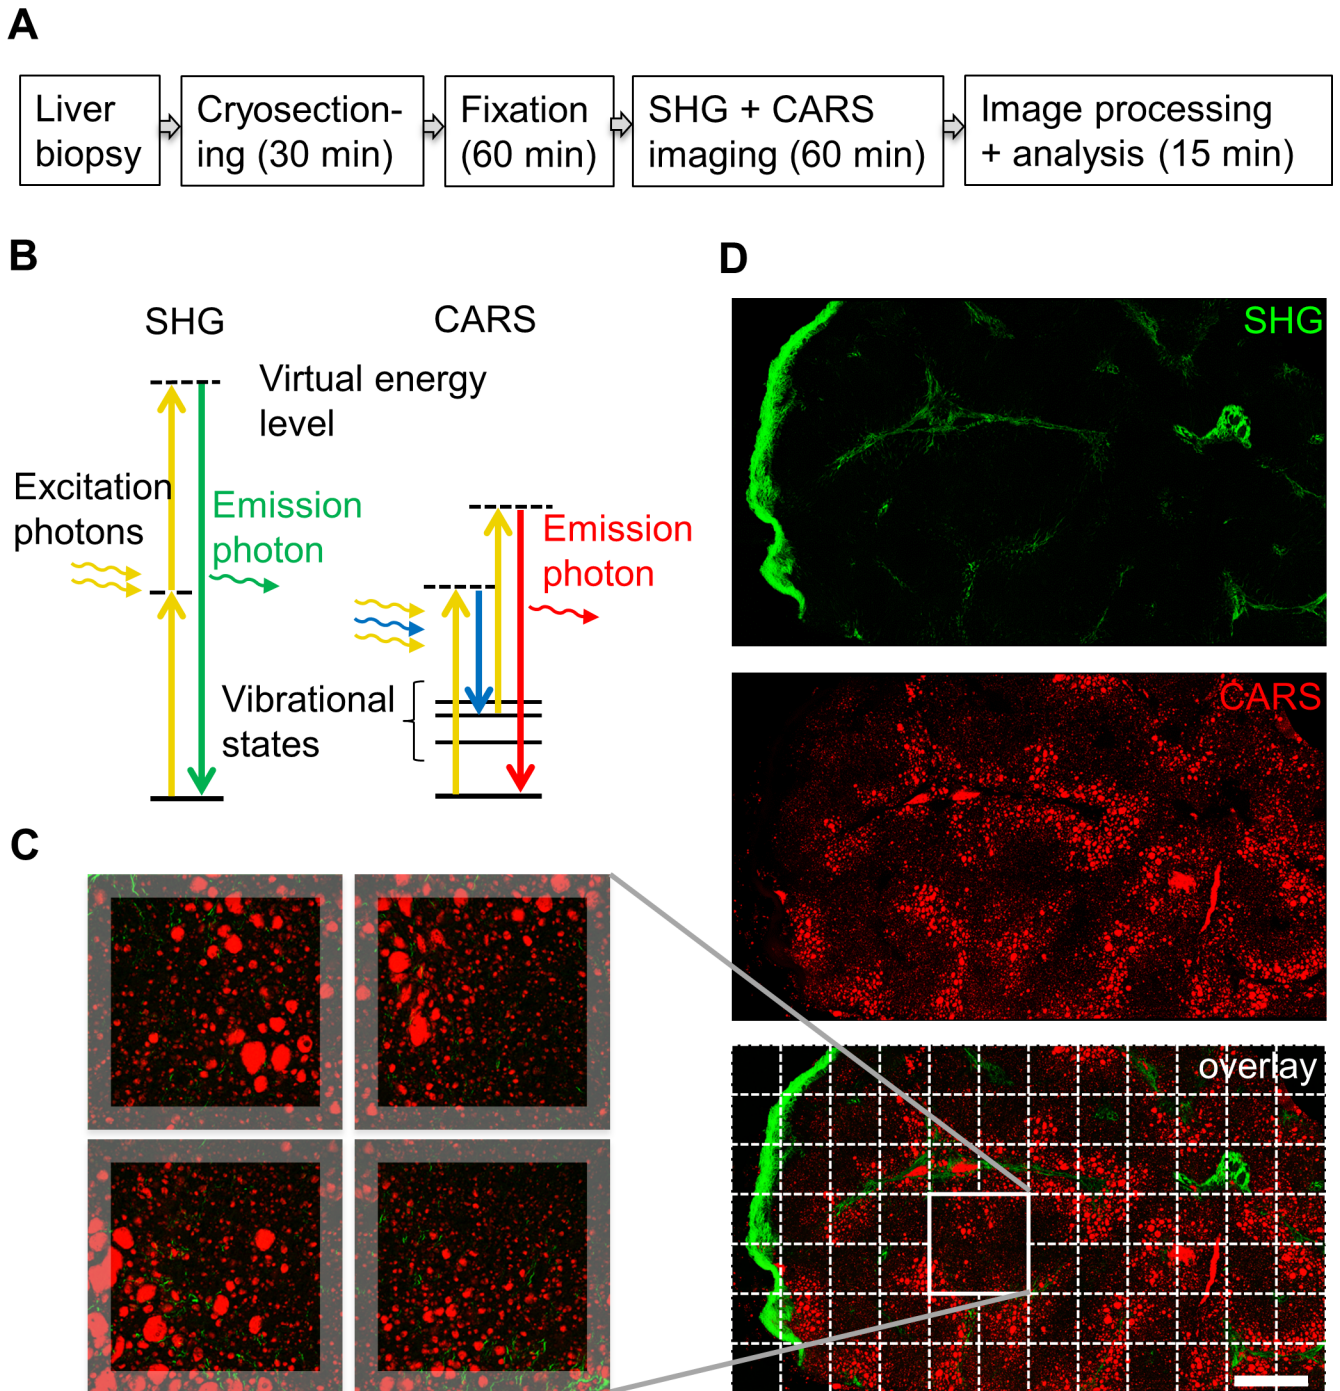 A
Liver
biopsy
Cryosection-
ing (30 min)
Fixation
(60 min)
SHG + CARS
imaging (60 min)
Image processing
+ analysis (15 min)
B
SHG
CARS
Virtual energy
level
Excitation
photons
Emission
photon
Emission
photon
Vibrational
states
C
D
SHG
CARS
overlay